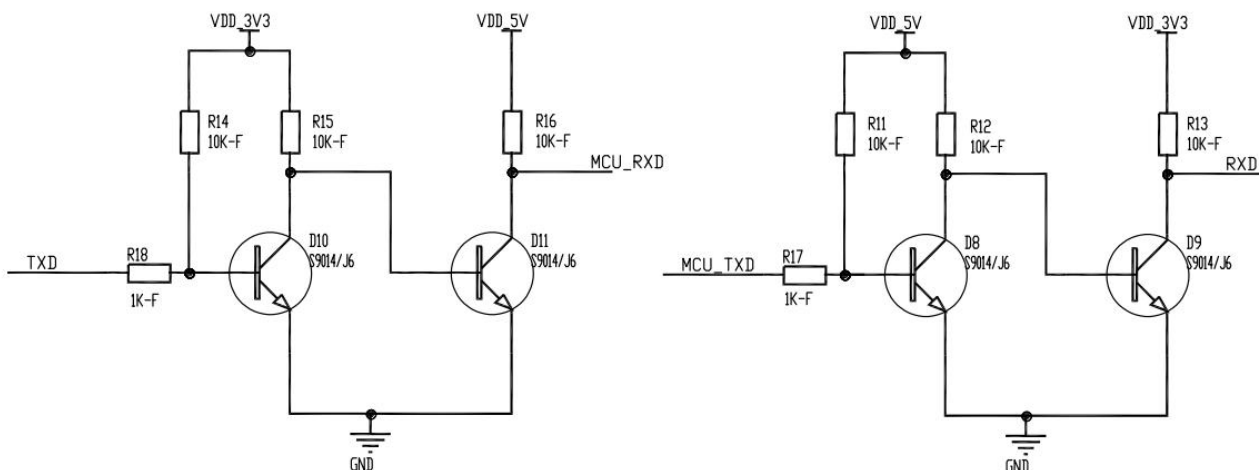 VDD_3V3
VDD_5V
R14
10K-F
R15
10K-F
R16
10K-F
MCU_RXD
D10
S9014/J6
D11
S9014/J6
TXD
R18
1K-F
GND
VDD_5V
VDD_3V3
R11
10K-F
R12
10K-F
R13
10K-F
RXD
D8
S9014/J6
D9
S9014/J6
MCU_TXD
R17
1K-F
GND